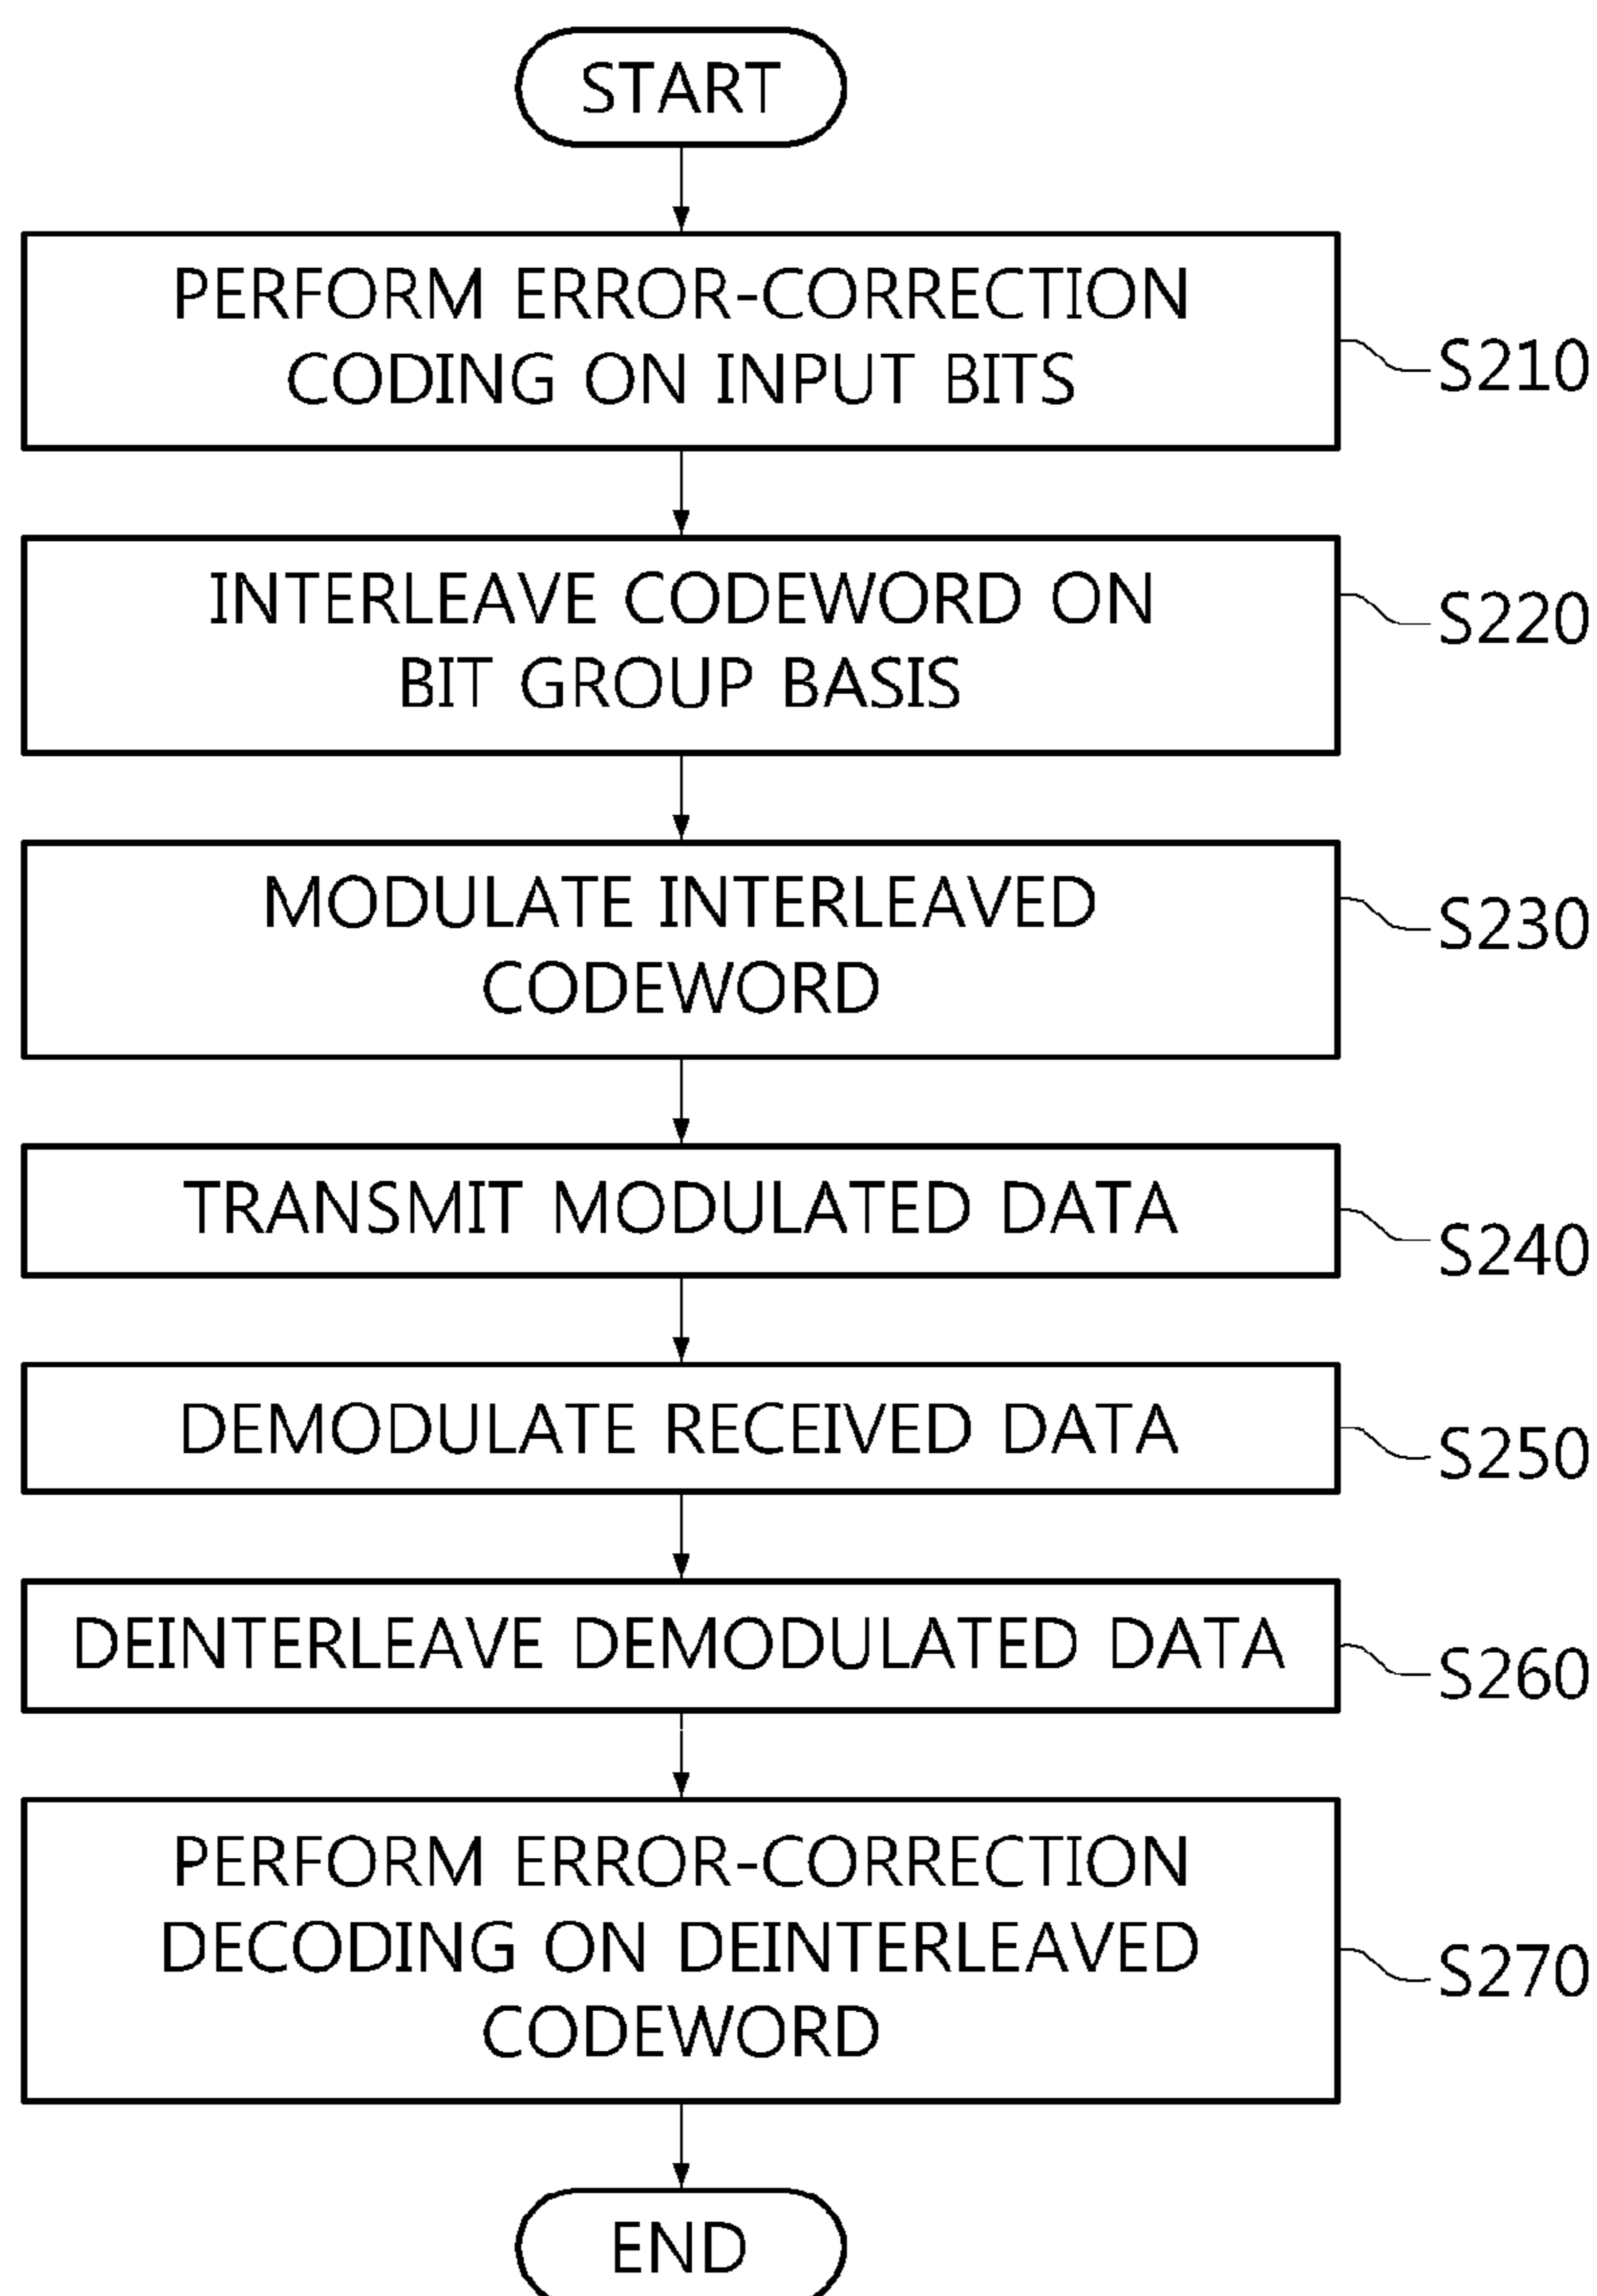 START
PERFORM ERROR-CORRECTION
CODING ON INPUT BITS
S210
INTERLEAVE CODEWORD ON
BIT GROUP BASIS
S220
MODULATE INTERLEAVED
CODEWORD
S230
TRANSMIT MODULATED DATA
S240
DEMODULATE RECEIVED DATA
S250
DEINTERLEAVE DEMODULATED DATA
S260
PERFORM ERROR-CORRECTION
DECODING ON DEINTERLEAVED
CODEWORD
S270
END